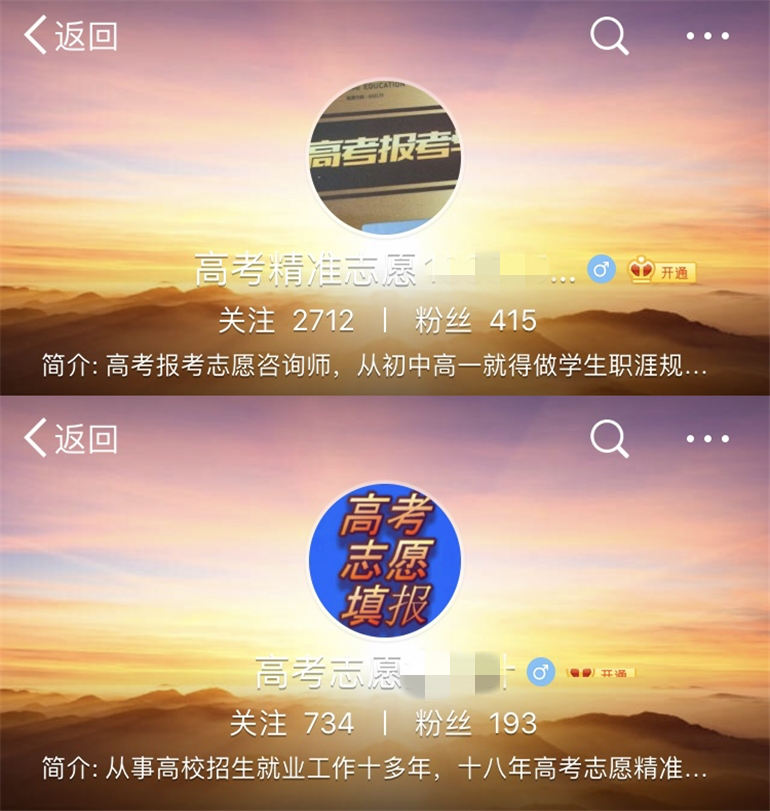 返回
EDUCATION
高考报考
高考精准志愿
...
开通
关注 2712 | 粉丝 415
简介: 高考报考志愿咨询师，从初中高一就得做学生职涯规...
返回
高考
志愿
填报
高考志愿
开通
关注 734 | 粉丝 193
简介: 从事高校招生就业工作十多年，十八年高考志愿精准...